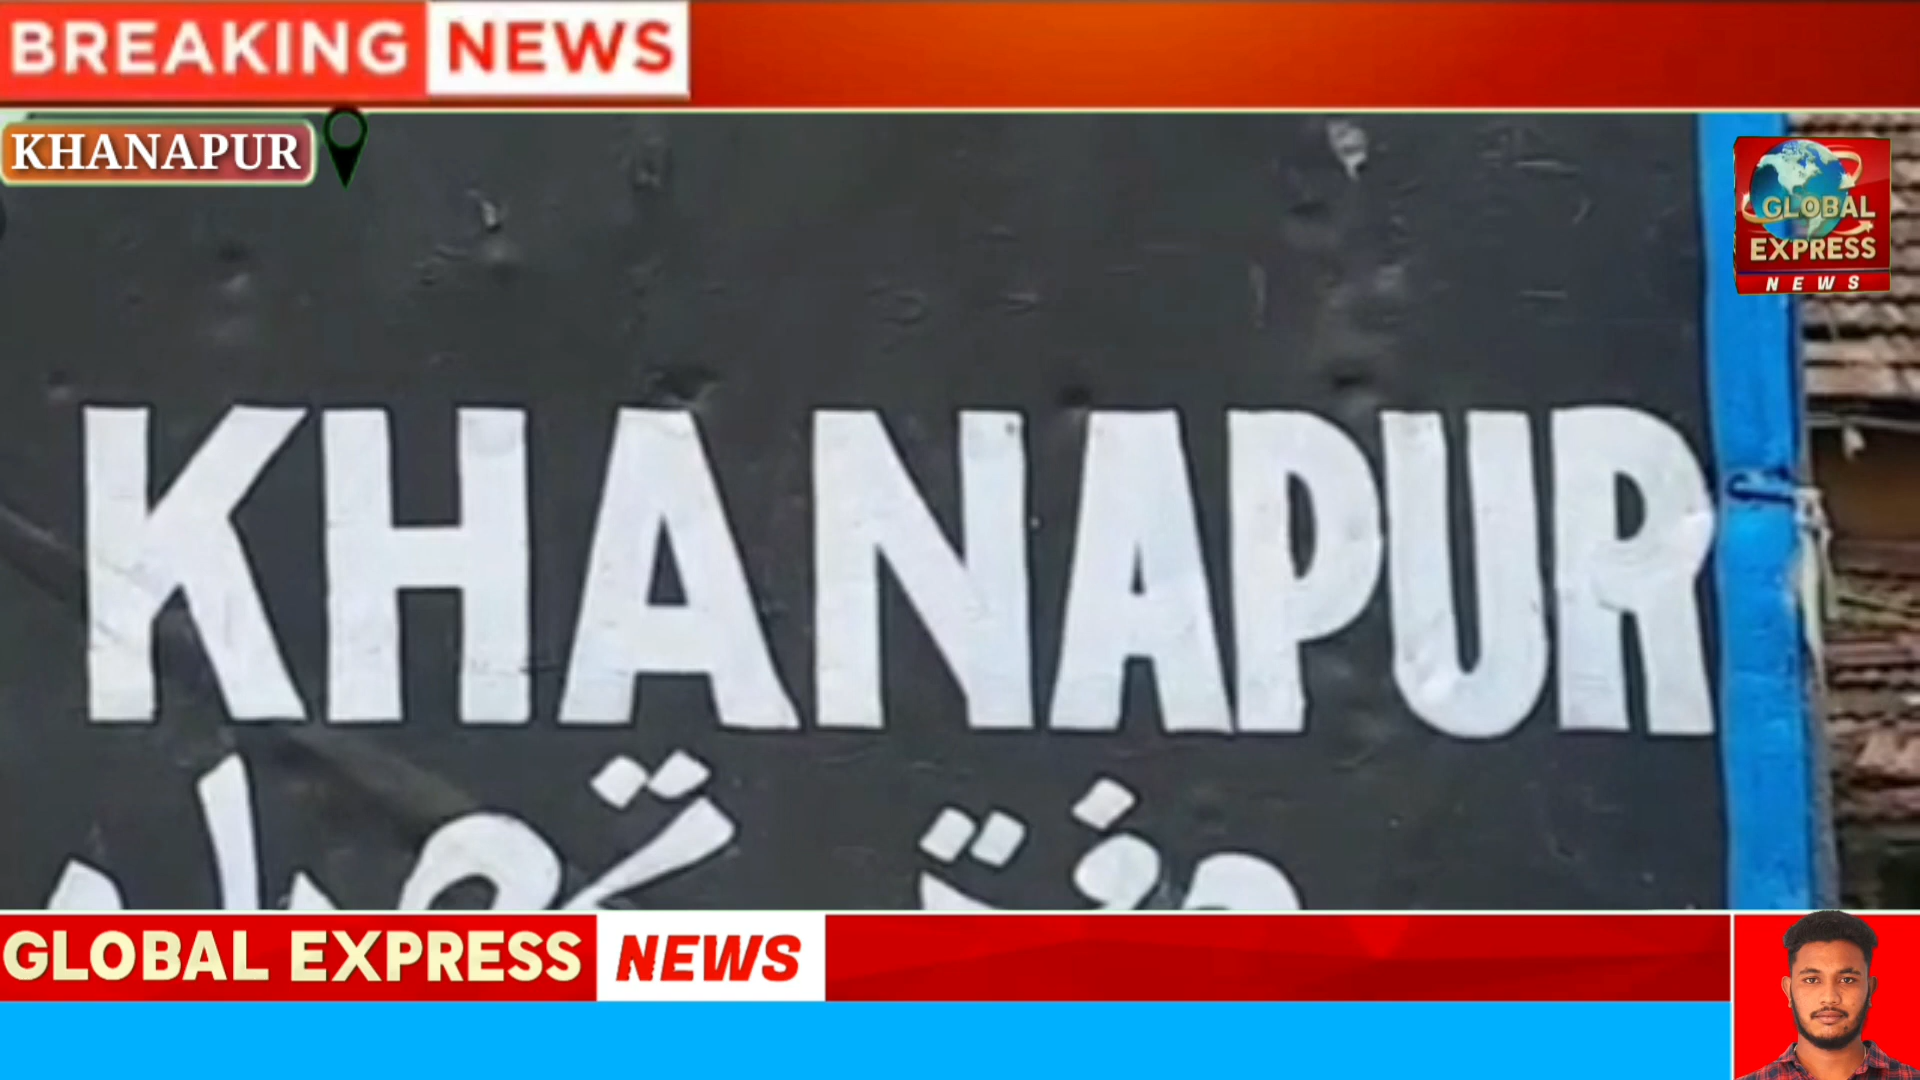 BREAKING NEWS
KHANAPUR
GLOBAL
EXPRESS
NEWS
KHANAPUR
GLOBAL EXPRESS NEWS